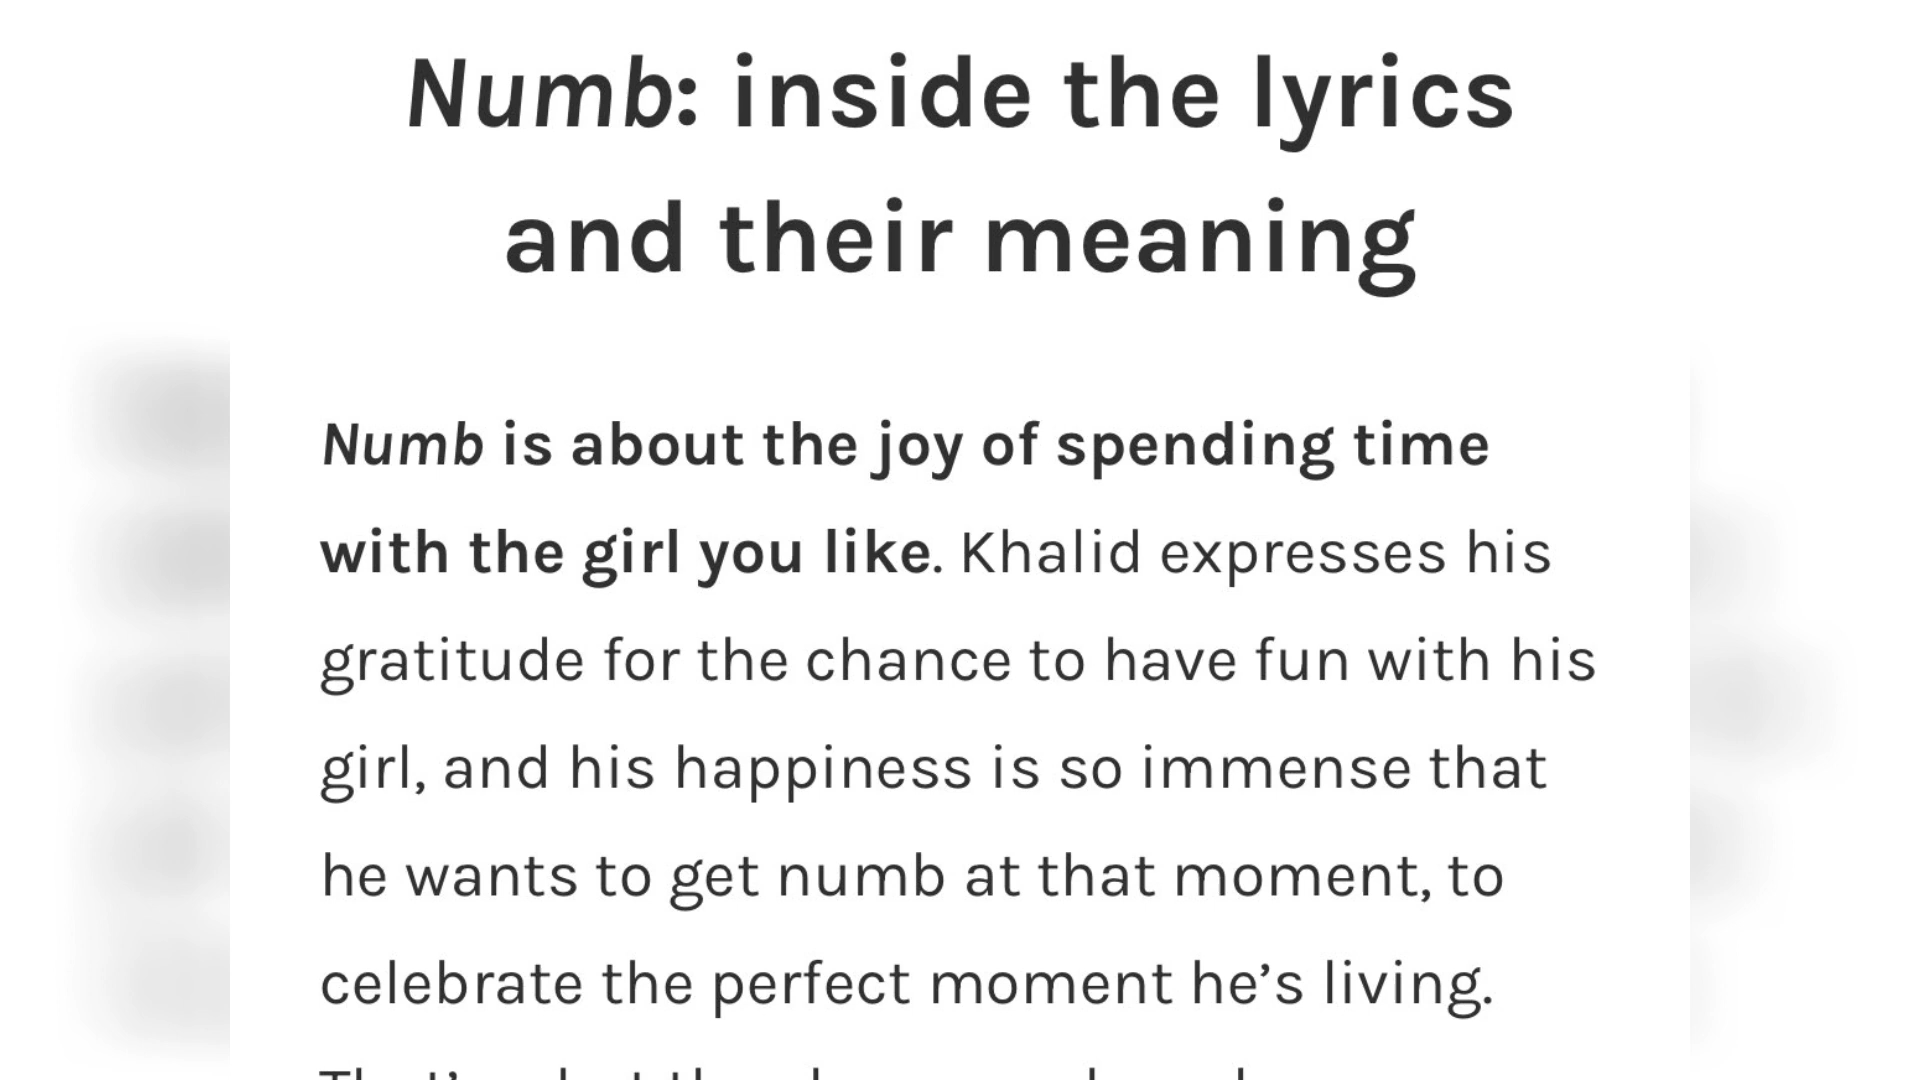 Numb: inside the lyrics
and their meaning
Numb is about the joy of spending time
with the girl you like. Khalid expresses his
gratitude for the chance to have fun with his
girl, and his happiness is so immense that
he wants to get numb at that moment, to
celebrate the perfect moment he’s living.